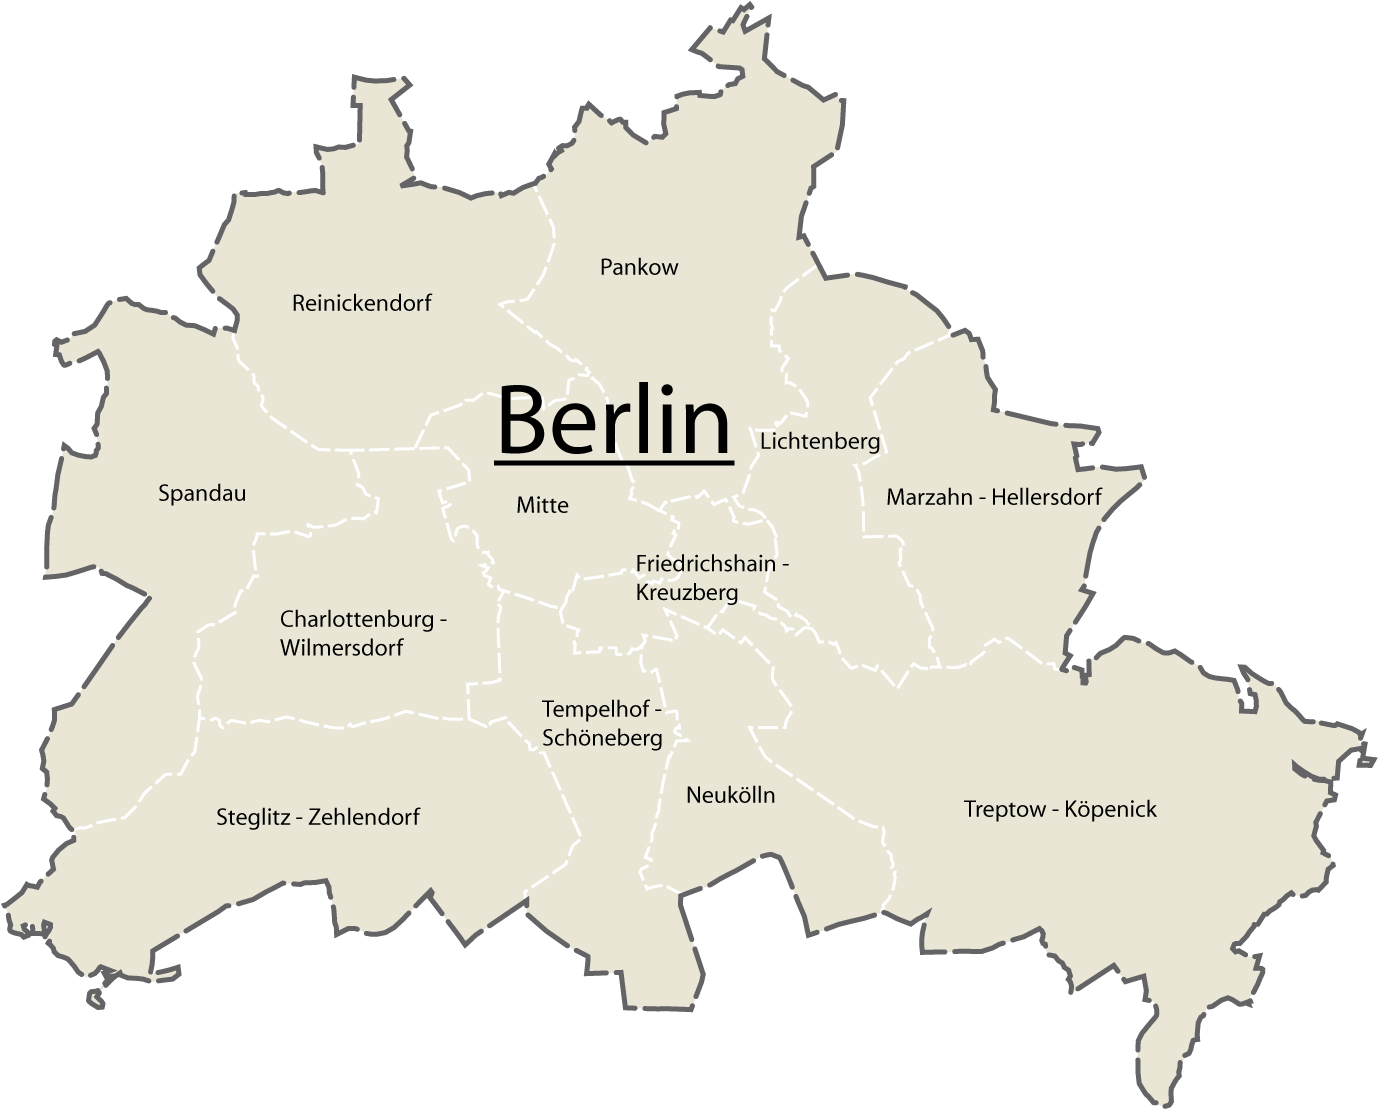 Pankow
Reinickendorf
Berlin
Lichtenberg
Spandau
Mitte
Marzahn - Hellersdorf
Friedrichshain -
Kreuzberg
Charlottenburg -
Wilmersdorf
Tempelhof -
Schöneberg
Neukölln
Steglitz - Zehlendorf
Treptow - Köpenick